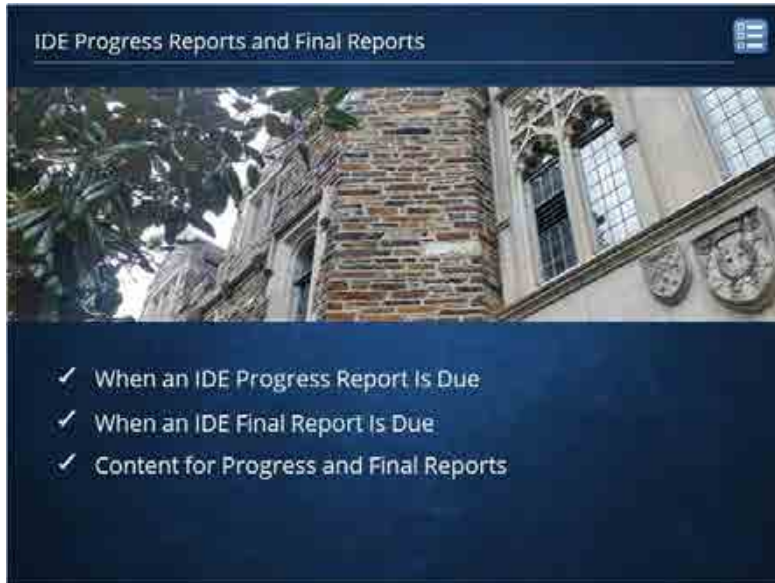 IDE Progress Reports and Final Reports
✓ When an IDE Progress Report Is Due
✓ When an IDE Final Report Is Due
✓ Content for Progress and Final Reports